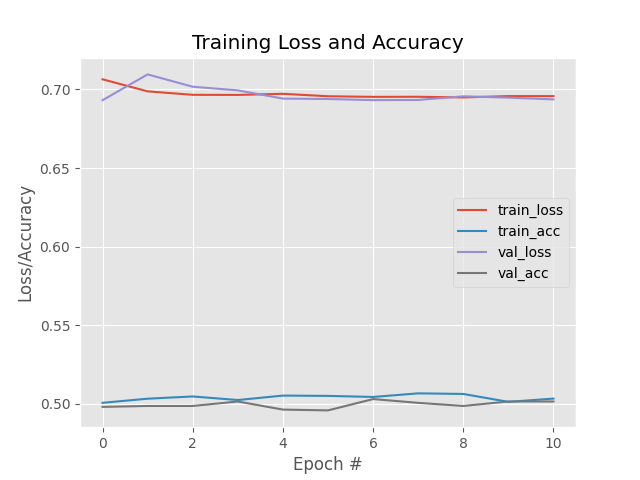 Training Loss and Accuracy
Loss/Accuracy
0.70
0.65
0.60
0.55
0.50
train_loss
train_acc
val_loss
val_acc
0 2 4 6 8 10
Epoch #